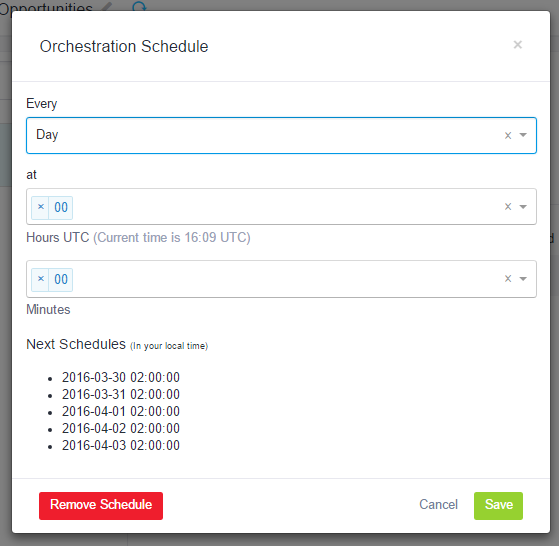 Opportunities
Orchestration Schedule
×
Every
Day
x
at
× 00
x
Hours UTC (Current time is 16:09 UTC)
× 00
x
Minutes
Next Schedules (In your local time)
• 2016-03-30 02:00:00
• 2016-03-31 02:00:00
• 2016-04-01 02:00:00
• 2016-04-02 02:00:00
• 2016-04-03 02:00:00
Remove Schedule
Cancel
Save